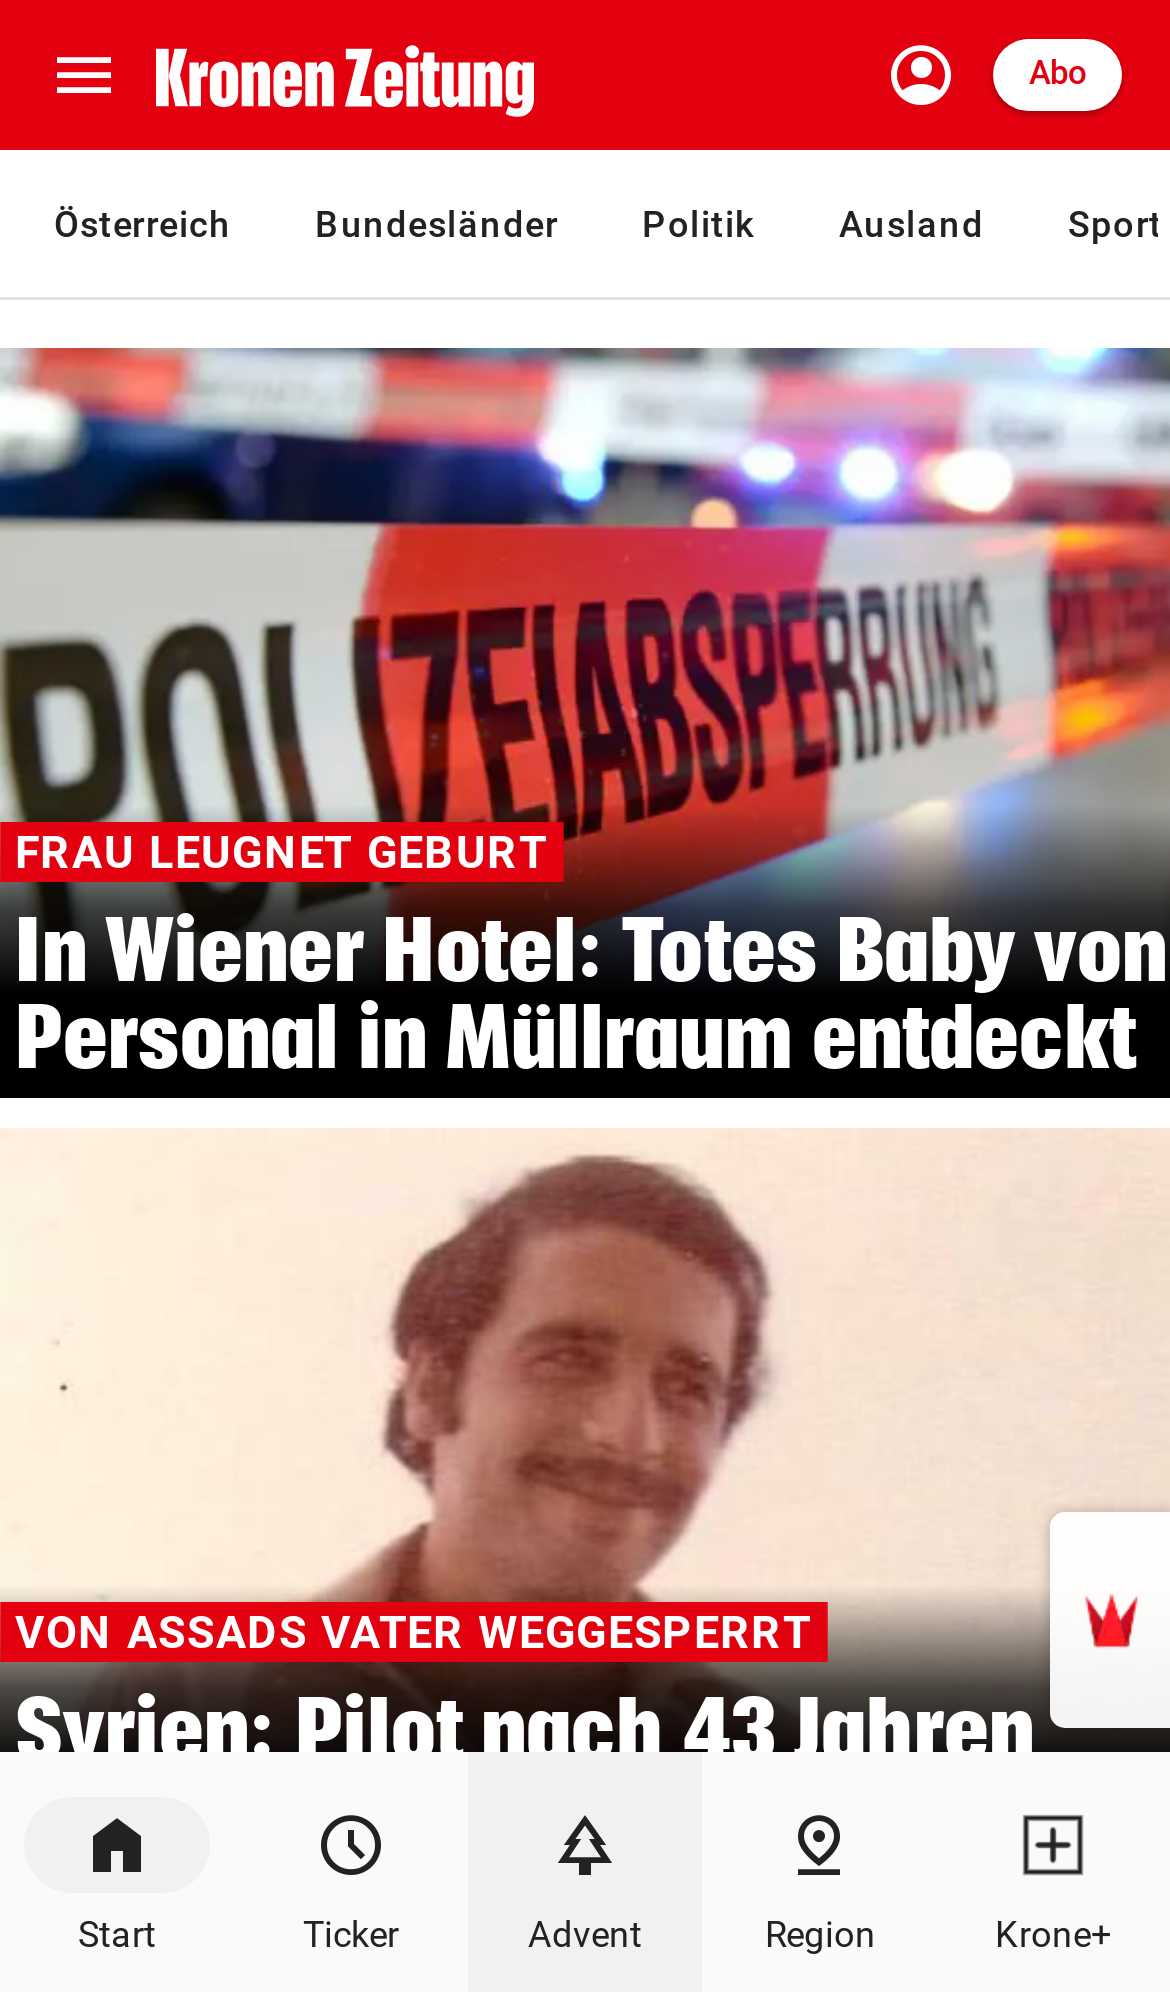 Kronen Zeitung
Abo
Österreich Bundesländer Politik Ausland Sport
POLIZEIABSPERRUNG
FRAU LEUGNET GEBURT
In Wiener Hotel: Totes Baby von
Personal in Müllraum entdeckt
VON ASSADS VATER WEGGESPERRT
Syrien: Pilot nach 43 Jahren
Start Ticker Advent Region Krone+